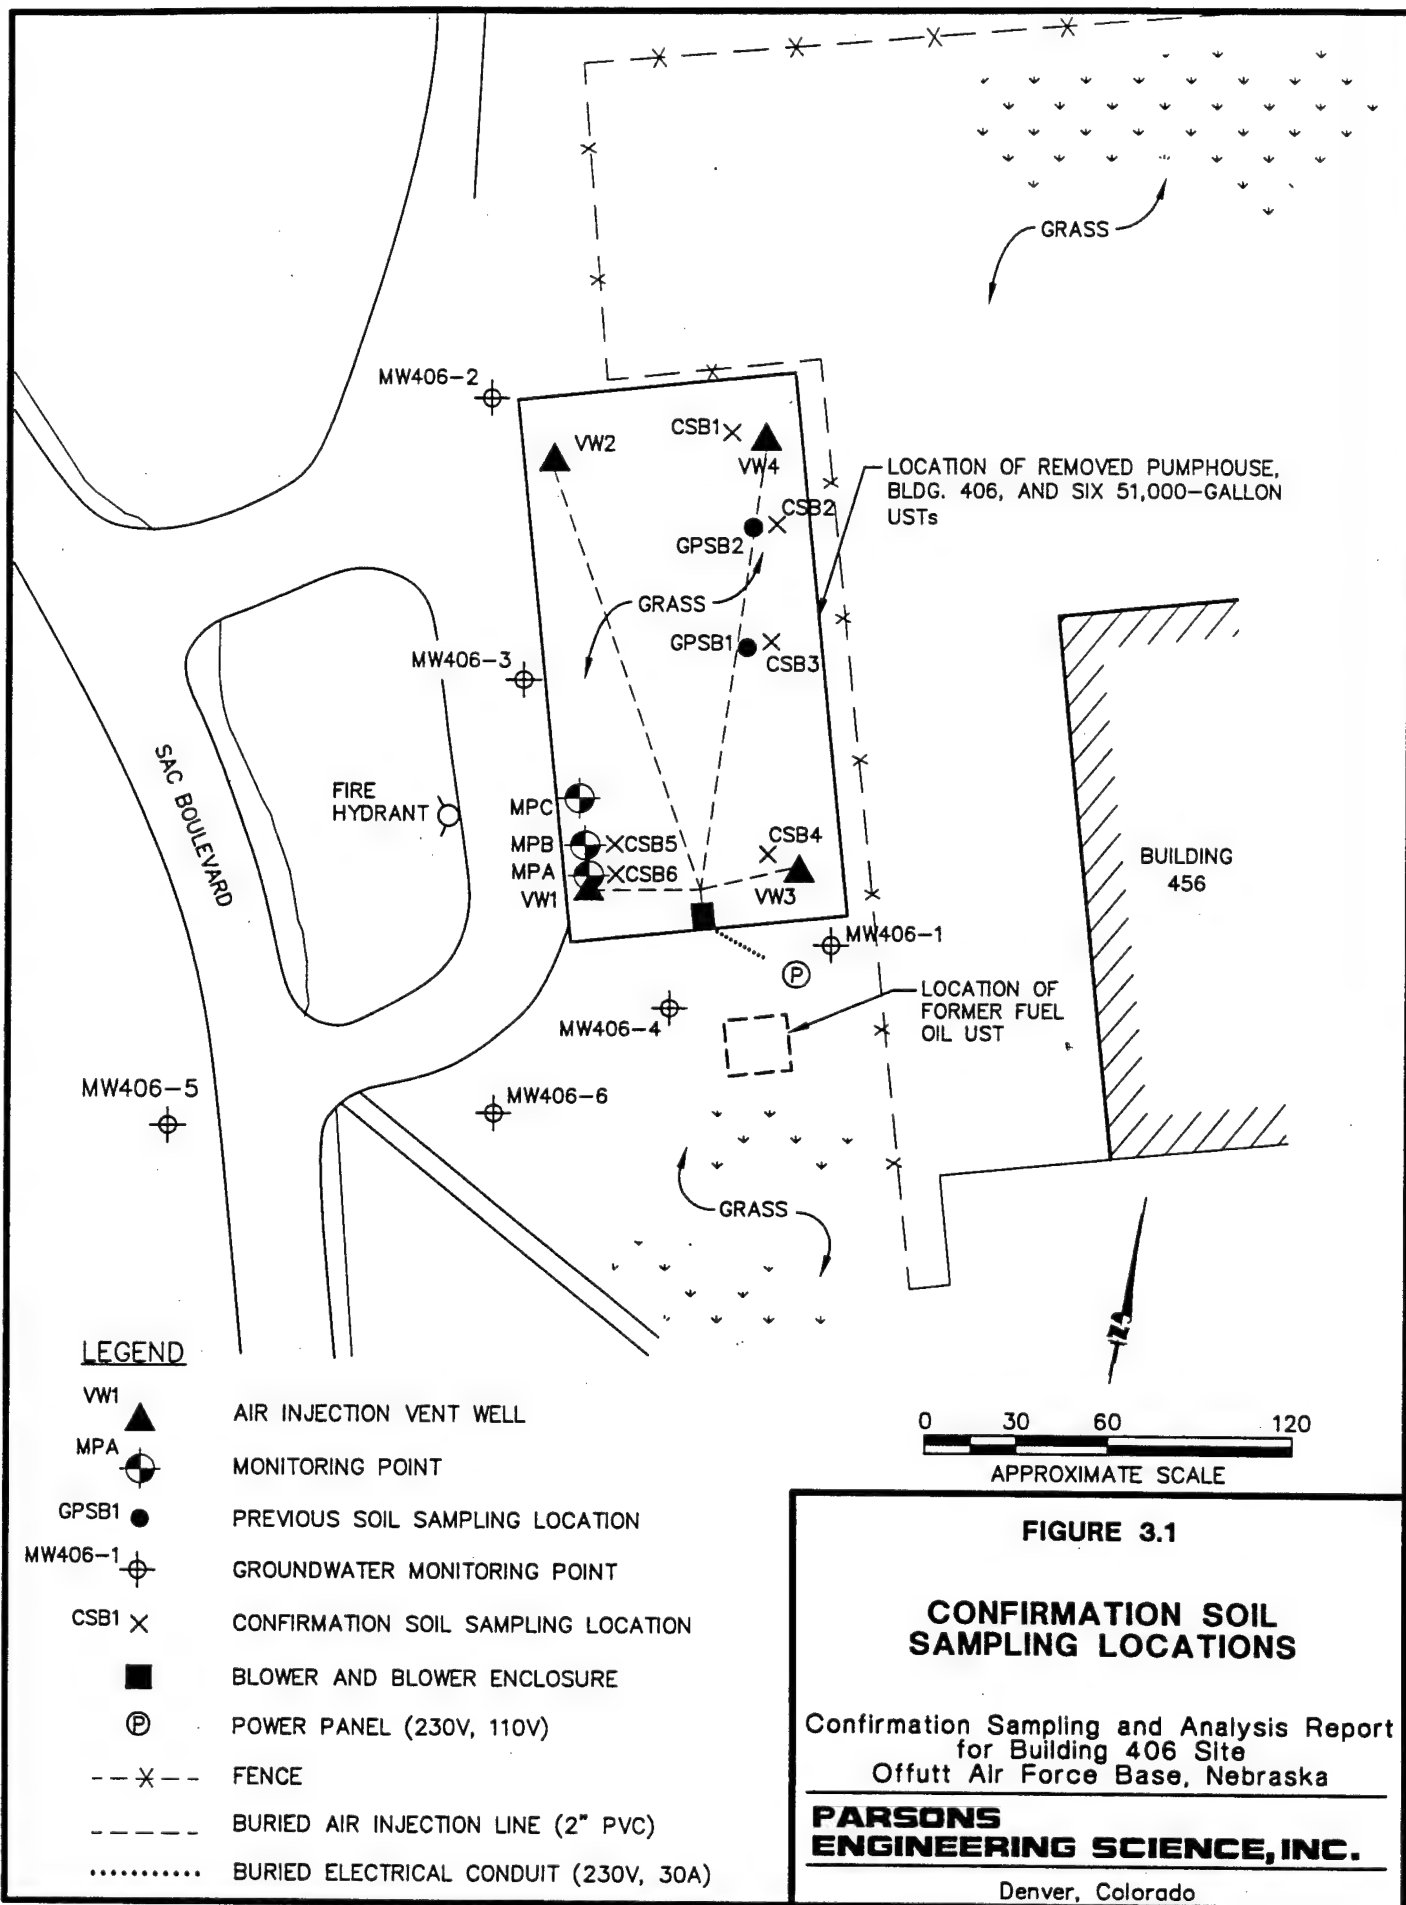 GRASS
MW406-2
CSB1
VW2
VW4
LOCATION OF REMOVED PUMPHOUSE,
BLDG. 406, AND SIX 51,000-GALLON
USTs
CSB2
GPSB2
GRASS
GPSB1
CSB3
MW406-3
SAC BOULEVARD
FIRE
HYDRANT
MPC
MPB
CSB5
CSB4
MPA
CSB6
VW1
VW3
BUILDING
456
MW406-1
P
LOCATION OF
FORMER FUEL
OIL UST
MW406-4
MW406-5
MW406-6
GRASS
N
LEGEND
VW1
AIR INJECTION VENT WELL
MPA
MONITORING POINT
GPSB1
PREVIOUS SOIL SAMPLING LOCATION
MW406-1
GROUNDWATER MONITORING POINT
CSB1
CONFIRMATION SOIL SAMPLING LOCATION
BLOWER AND BLOWER ENCLOSURE
P
POWER PANEL (230V, 110V)
FENCE
BURIED AIR INJECTION LINE (2" PVC)
BURIED ELECTRICAL CONDUIT (230V, 30A)
0 30 60 120
APPROXIMATE SCALE
FIGURE 3.1
CONFIRMATION SOIL
SAMPLING LOCATIONS
Confirmation Sampling and Analysis Report
for Building 406 Site
Offutt Air Force Base, Nebraska
PARSONS
ENGINEERING SCIENCE, INC.
Denver, Colorado